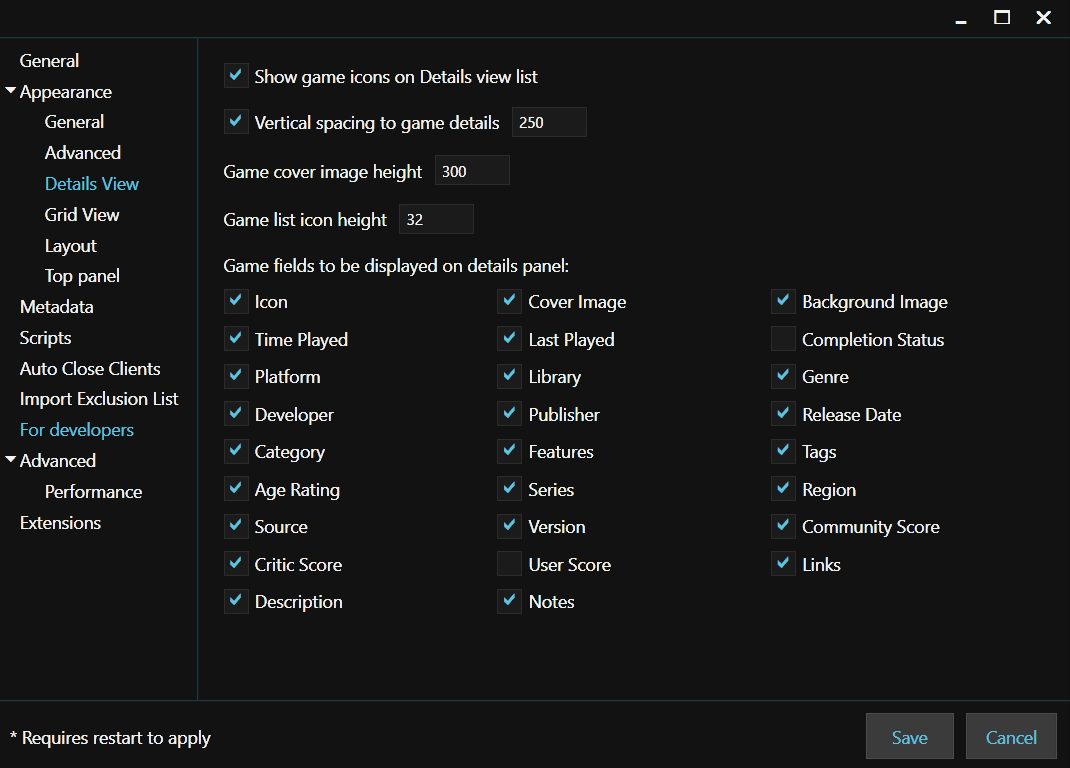 General
Appearance
General
Advanced
Details View
Grid View
Layout
Top panel
Metadata
Scripts
Auto Close Clients
Import Exclusion List
For developers
Advanced
Performance
Extensions
Show game icons on Details view list
Vertical spacing to game details 250
Game cover image height 300
Game list icon height 32
Game fields to be displayed on details panel:
Icon Cover Image Background Image
Time Played Last Played Completion Status
Platform Library Genre
Developer Publisher Release Date
Category Features Tags
Age Rating Series Region
Source Version Community Score
Critic Score User Score Links
Description Notes
* Requires restart to apply
Save Cancel